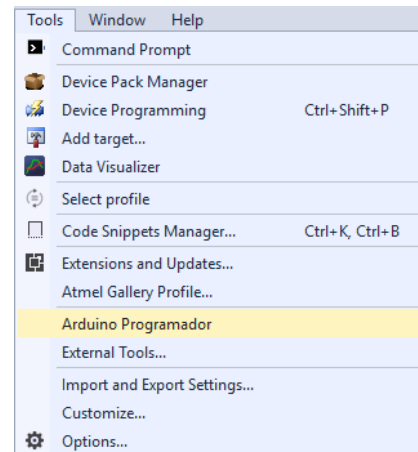 Tools Window Help
Command Prompt
Device Pack Manager
Device Programming Ctrl+Shift+P
Add target...
Data Visualizer
Select profile
Code Snippets Manager... Ctrl+K, Ctrl+B
Extensions and Updates...
Atmel Gallery Profile...
Arduino Programador
External Tools...
Import and Export Settings...
Customize...
Options...